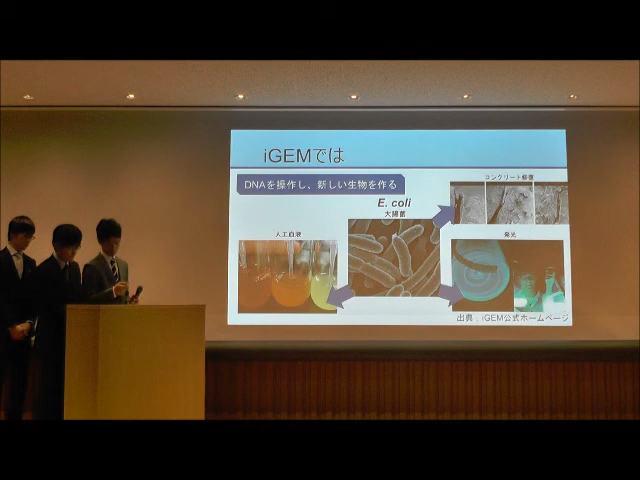 iGEMでは
DNAを操作し、新しい生物を作る
コンクリート修復
E. coli
大腸菌
人工血液
発光
出典：iGEM公式ホームページ